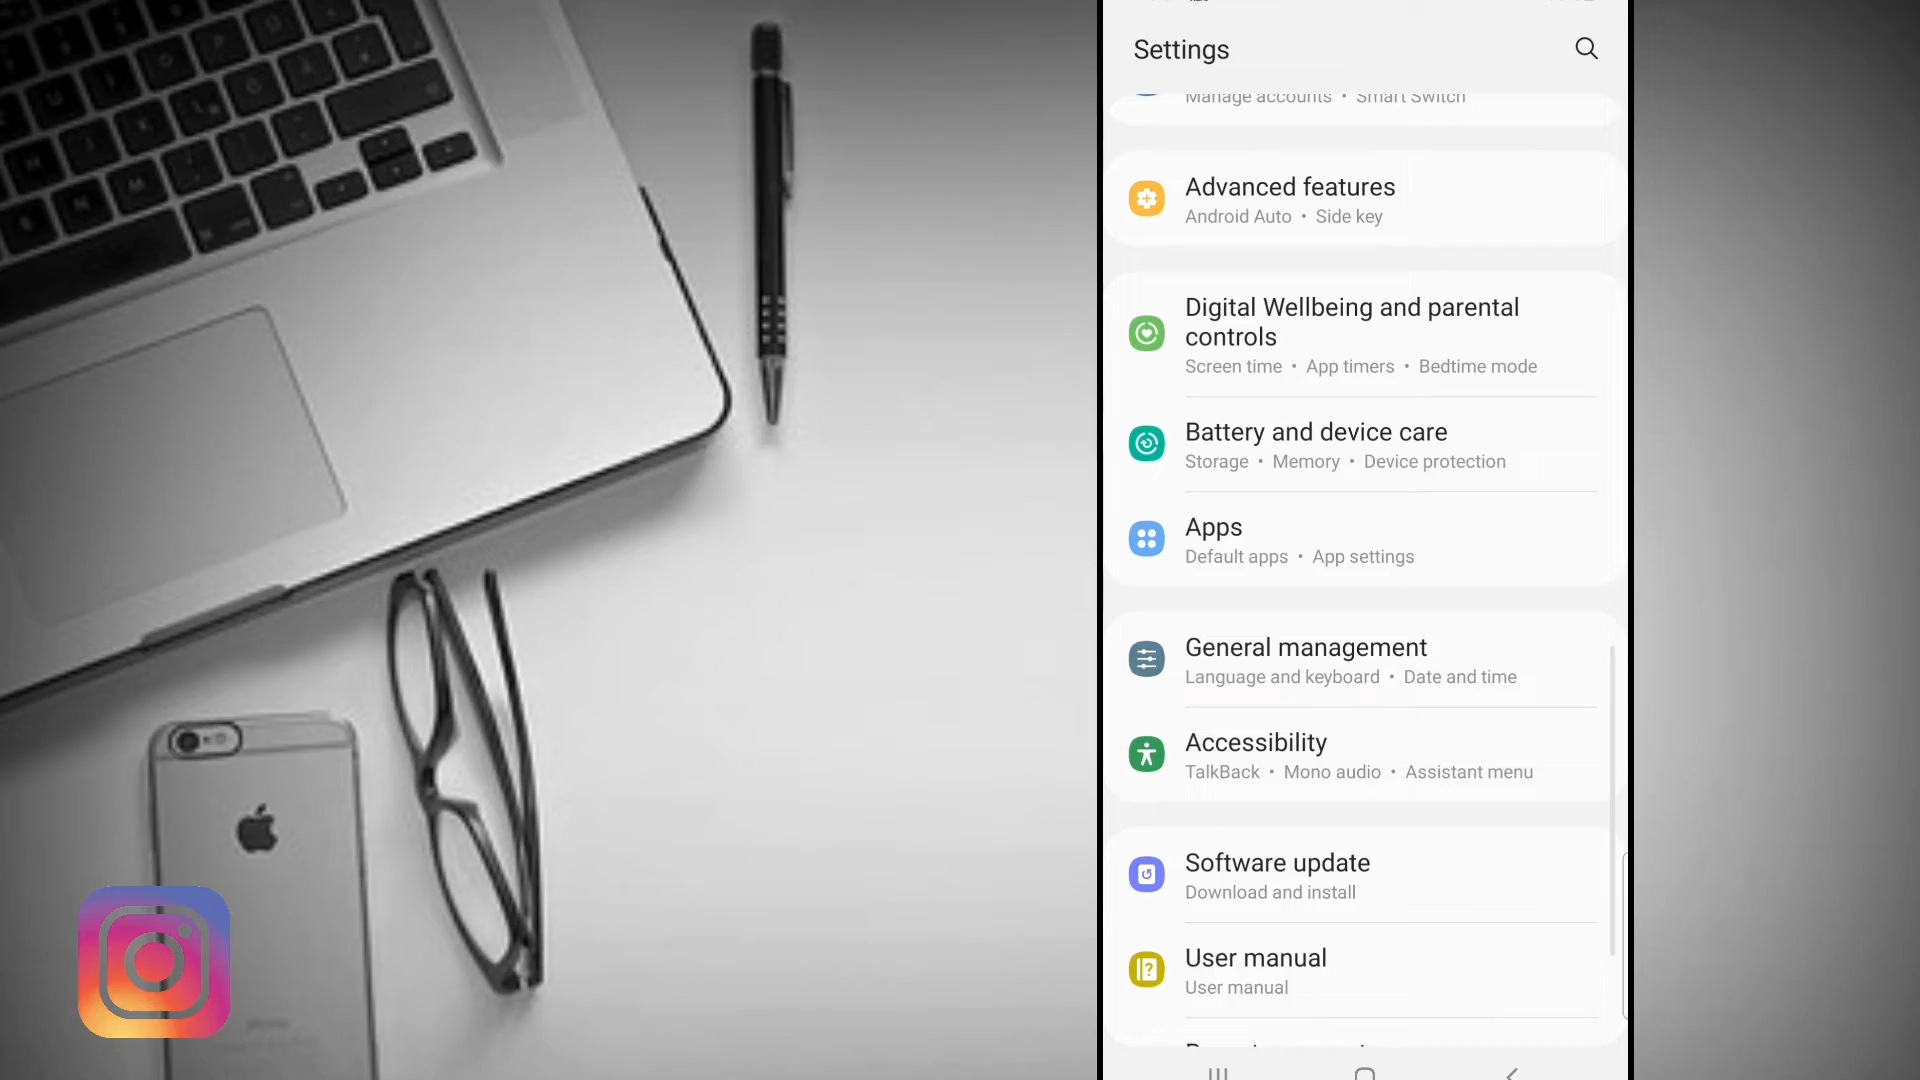 Settings
Manage accounts • Smart Switch
Advanced features
Android Auto • Side key
Digital Wellbeing and parental
controls
Screen time • App timers • Bedtime mode
Battery and device care
Storage • Memory • Device protection
Apps
Default apps • App settings
General management
Language and keyboard • Date and time
Accessibility
TalkBack • Mono audio • Assistant menu
Software update
Download and install
User manual
User manual